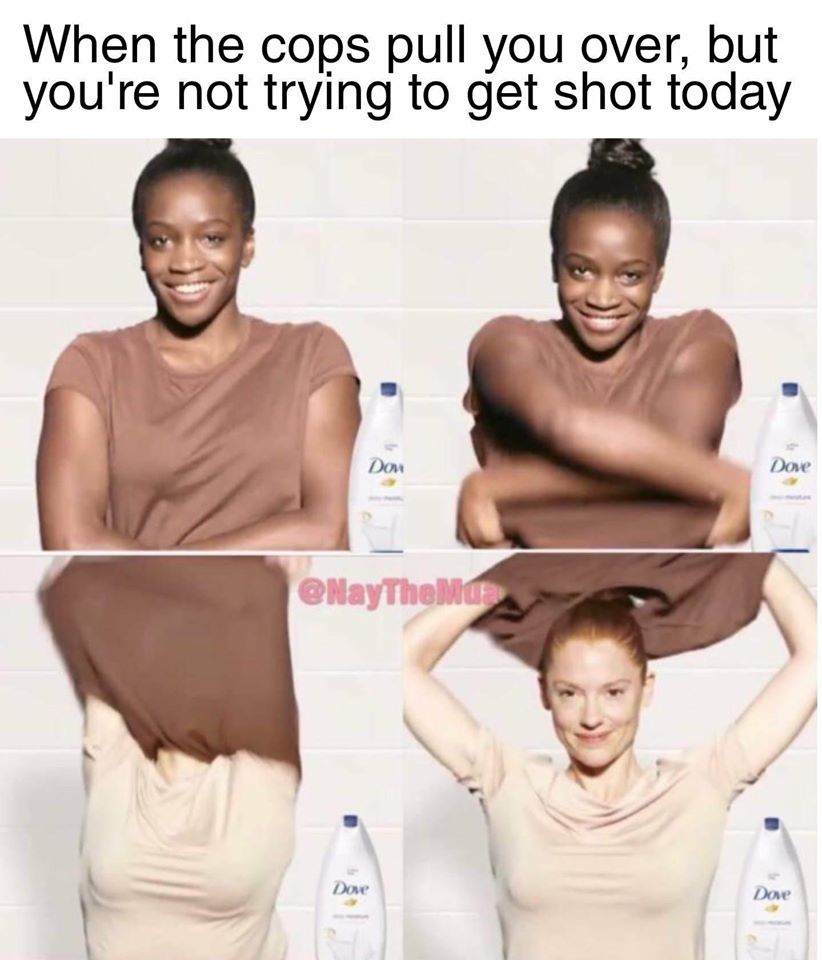 When the cops pull you over, but
you're not trying to get shot today
Dov
Dove
@NayTheMua
Dove
Dove